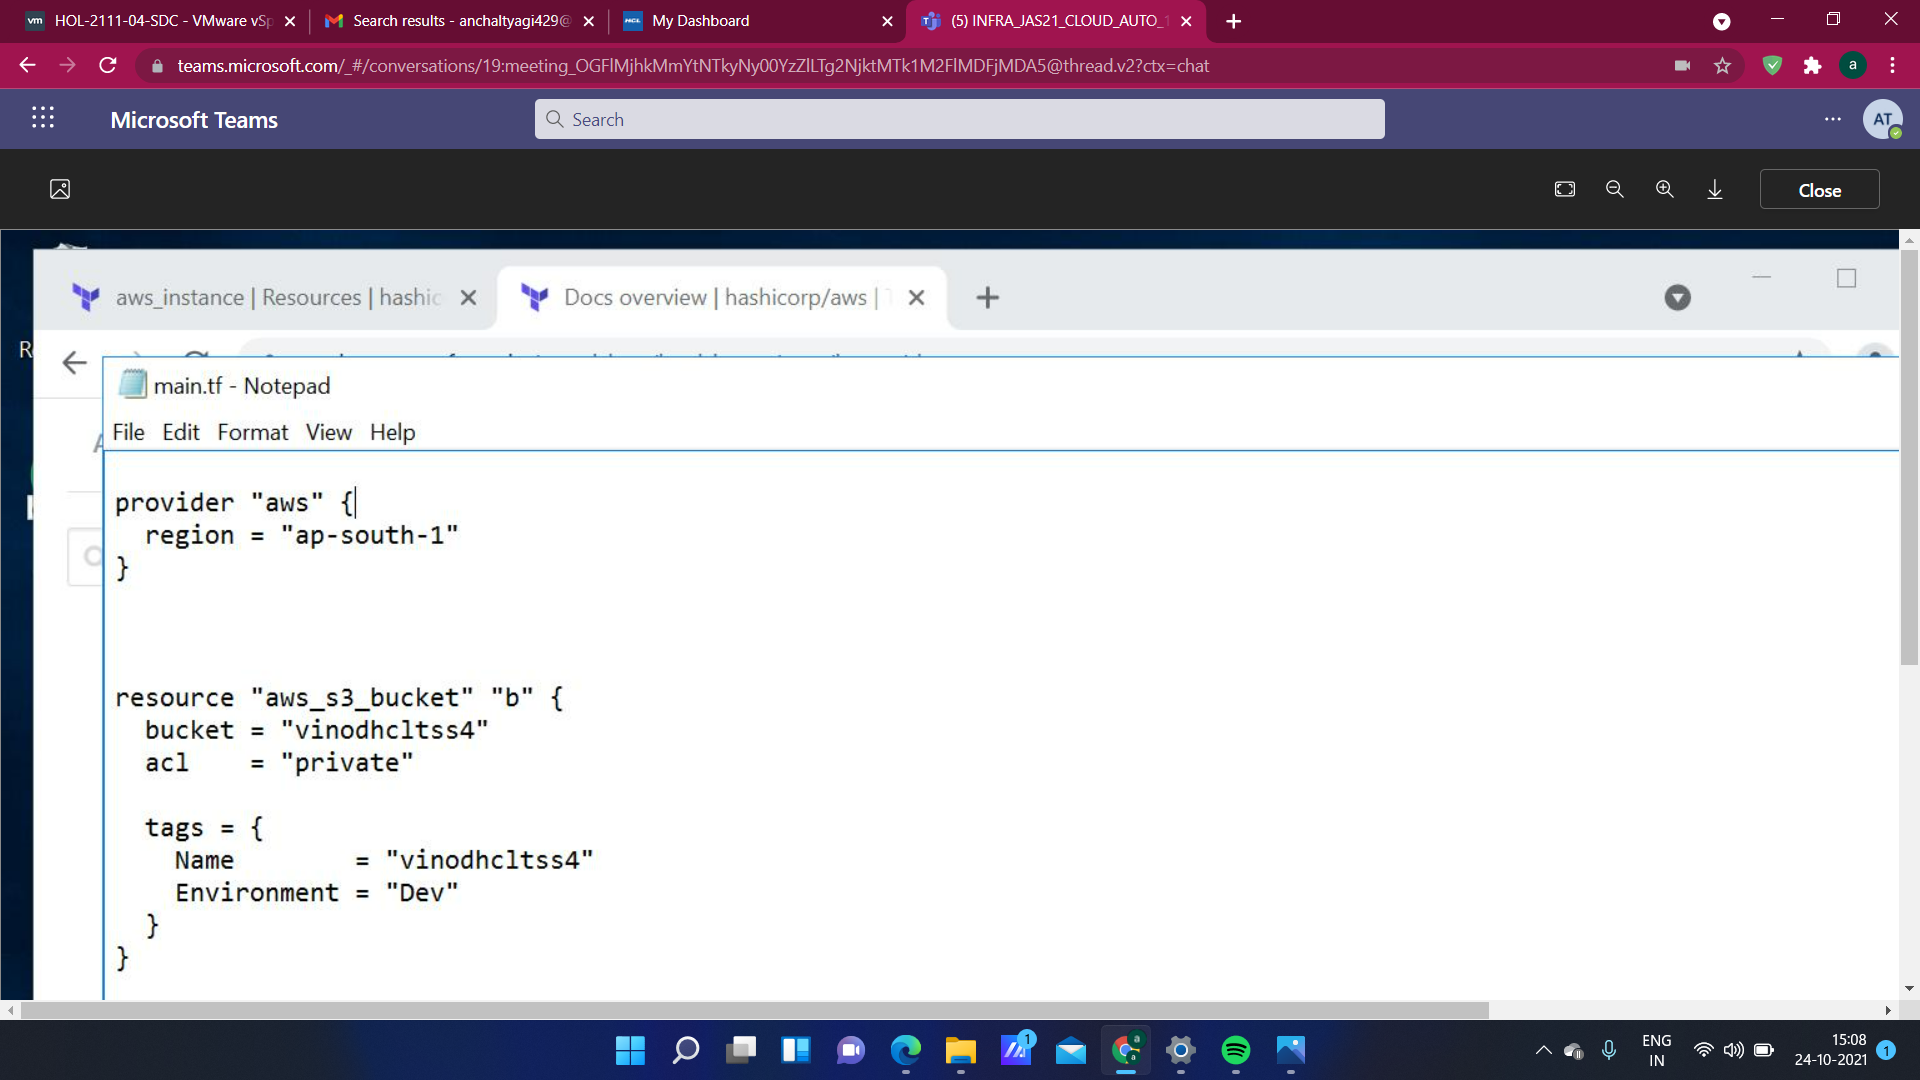 HOL-2111-04-SDC - VMware vSp
Search results - anchaltyagi429@
My Dashboard
(5) INFRA_JAS21_CLOUD_AUTO_1
teams.microsoft.com/_#/conversations/19:meeting_OGFlMjhkMmYtNTkyNy00YzZlLTg2NjktMTk1M2FlMDFjMDA5@thread.v2?ctx=chat
a
Microsoft Teams
Search
AT
Close
aws_instance | Resources | hashic
Docs overview | hashicorp/aws |
main.tf - Notepad
File Edit Format View Help
provider "aws" {
region = "ap-south-1"
}
resource "aws_s3_bucket" "b" {
bucket = "vinodhcltss4"
acl = "private"
tags = {
Name = "vinodhcltss4"
Environment = "Dev"
}
}
1
ENG
IN
15:08
24-10-2021
1